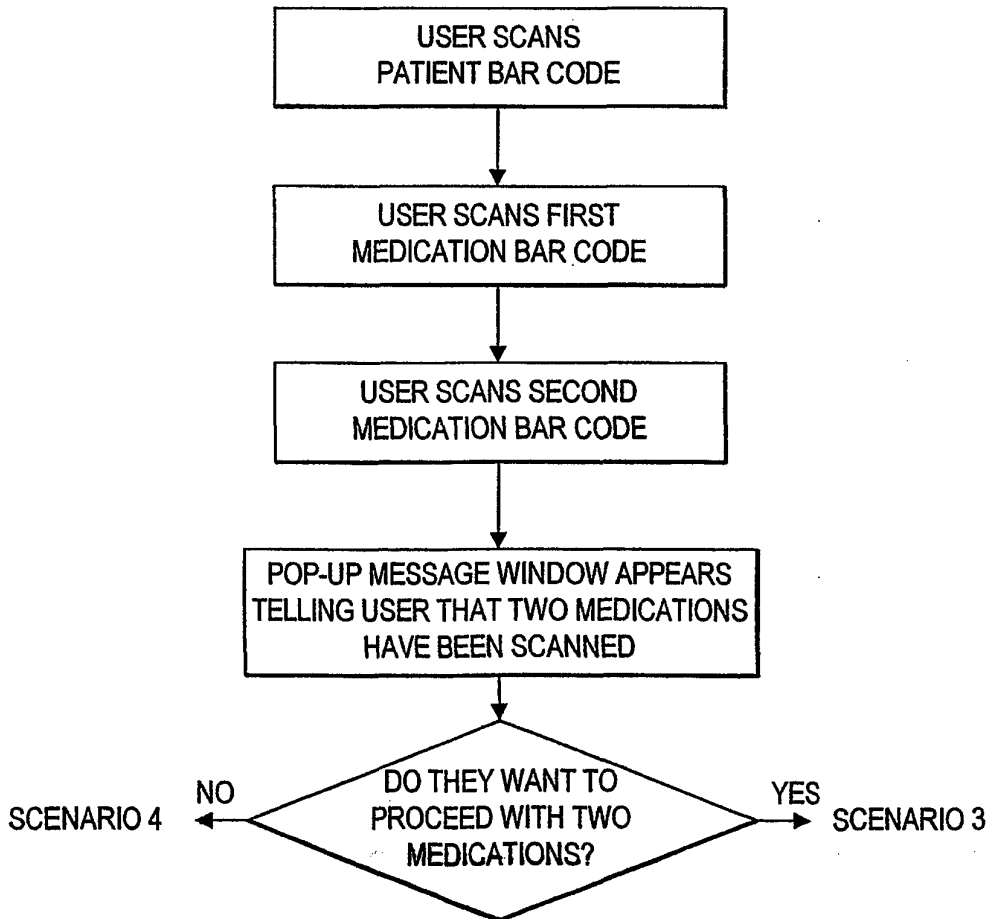 USER SCANS
PATIENT BAR CODE
USER SCANS FIRST
MEDICATION BAR CODE
USER SCANS SECOND
MEDICATION BAR CODE
POP-UP MESSAGE WINDOW APPEARS
TELLING USER THAT TWO MEDICATIONS
HAVE BEEN SCANNED
DO THEY WANT TO
PROCEED WITH TWO
MEDICATIONS?
NO
SCENARIO 4
YES
SCENARIO 3